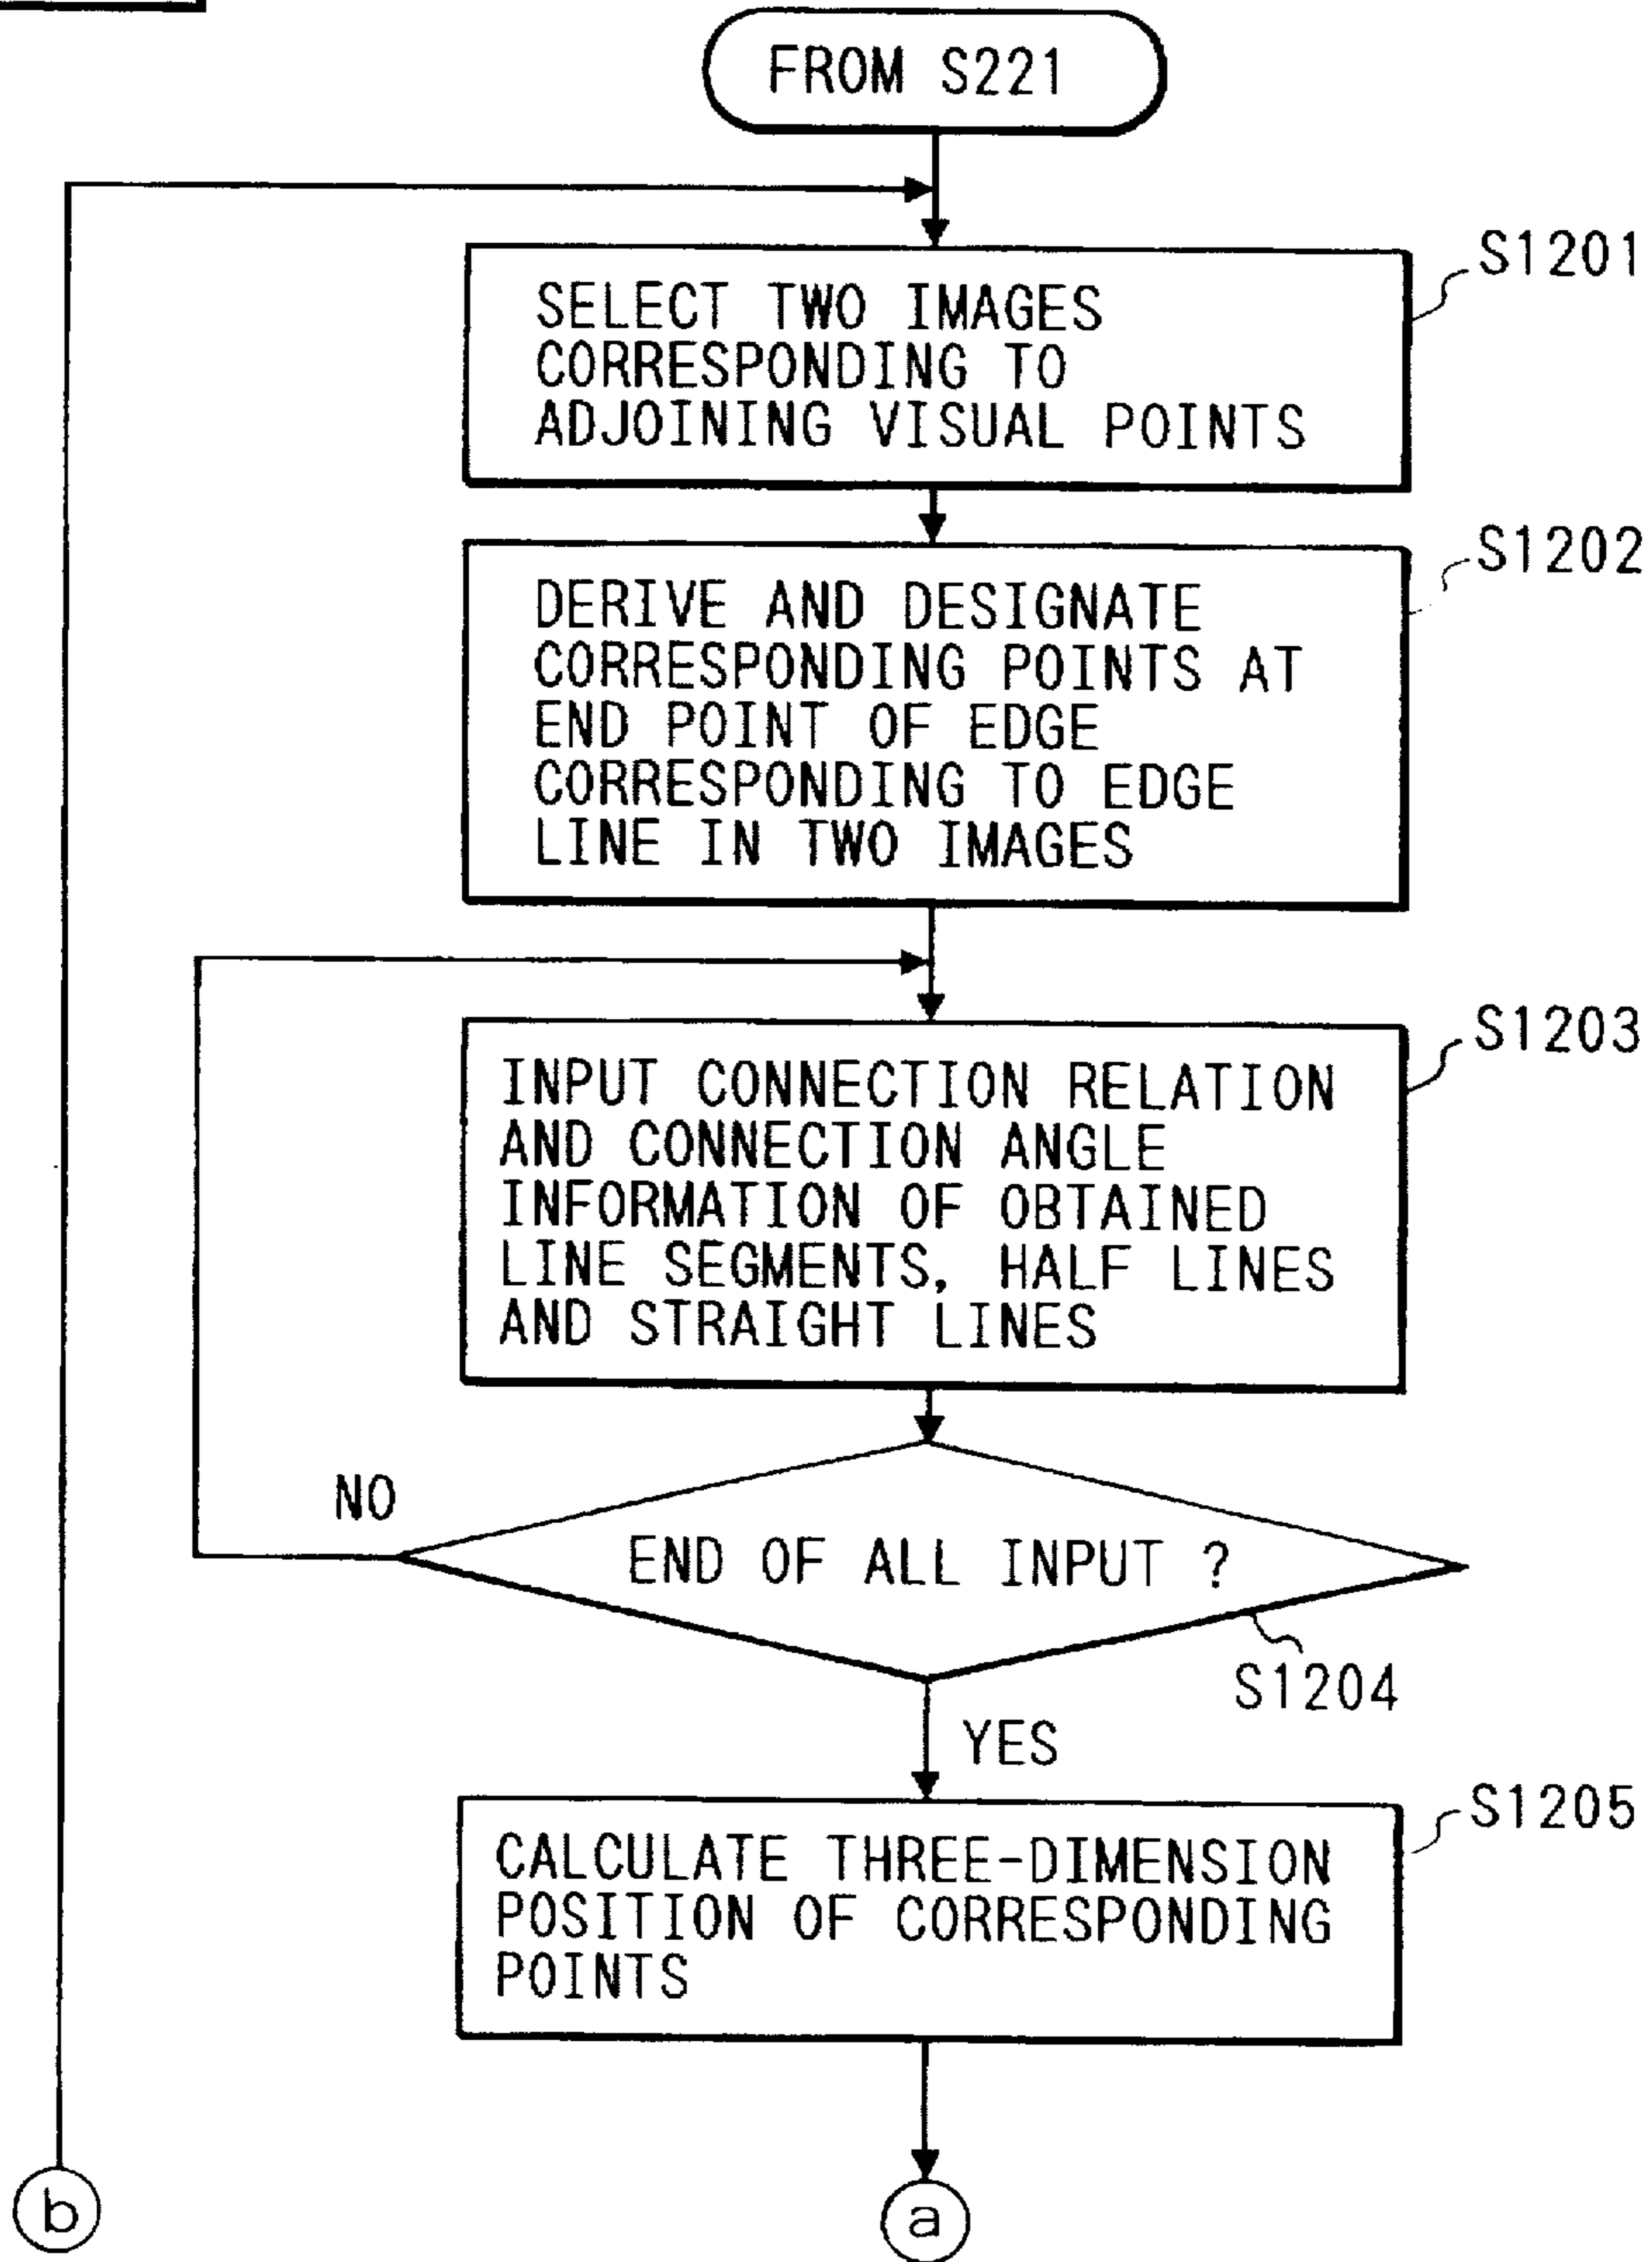 FROM S221
S1201
SELECT TWO IMAGES
CORRESPONDING TO
ADJOINING VISUAL POINTS
S1202
DERIVE AND DESIGNATE
CORRESPONDING POINTS AT
END POINT OF EDGE
CORRESPONDING TO EDGE
LINE IN TWO IMAGES
S1203
INPUT CONNECTION RELATION
AND CONNECTION ANGLE
INFORMATION OF OBTAINED
LINE SEGMENTS, HALF LINES
AND STRAIGHT LINES
NO
END OF ALL INPUT ?
S1204
YES
S1205
CALCULATE THREE-DIMENSION
POSITION OF CORRESPONDING
POINTS
b
a